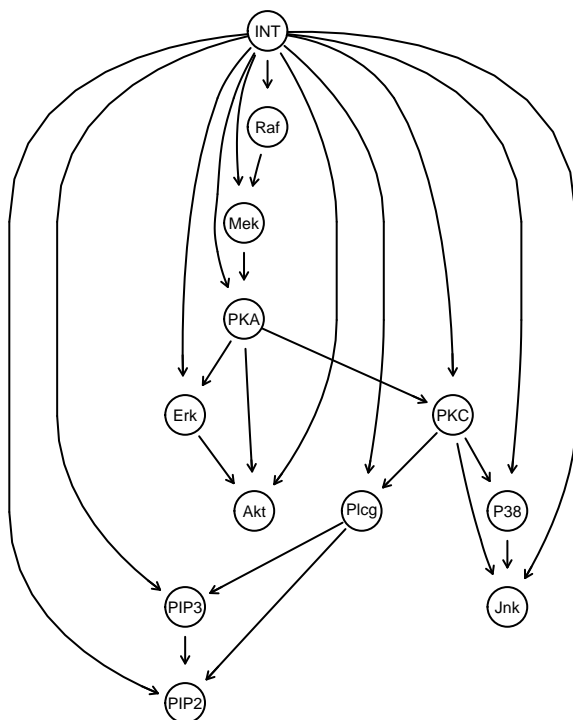 INT
Raf
Mek
PKA
Erk
PKC
Akt
Plcg
P38
PIP3
Jnk
PIP2